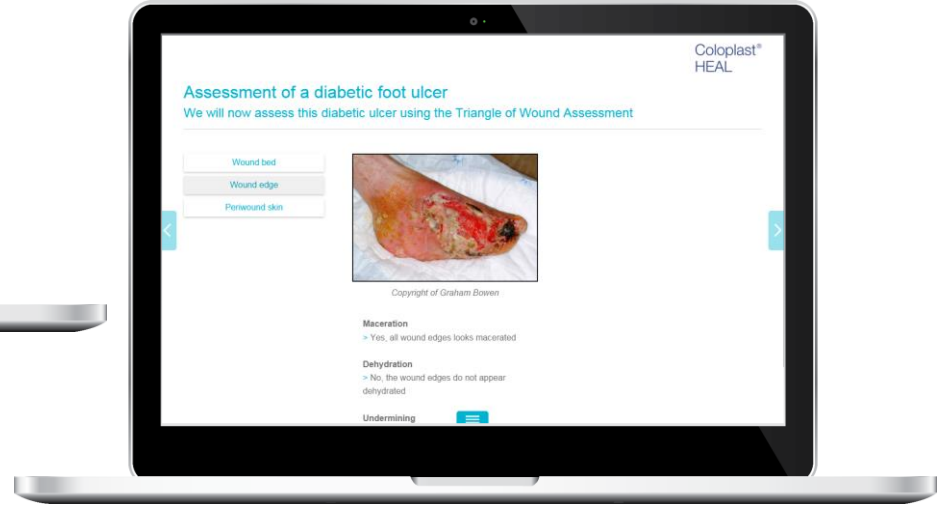 Coloplast®
HEAL
Assessment of a diabetic foot ulcer
We will now assess this diabetic ulcer using the Triangle of Wound Assessment
Wound bed
Wound edge
Periwound skin
Copyright of Graham Bowen
Maceration
> Yes, all wound edges looks macerated
Dehydration
> No, the wound edges do not appear
dehydrated
Undermining